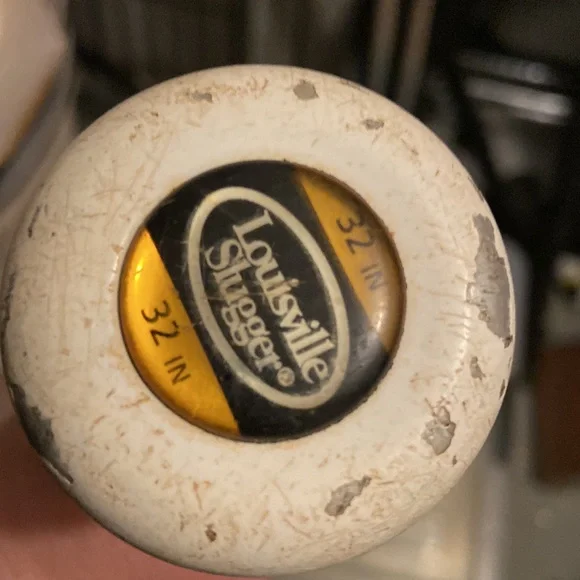 32 IN
Louisville
Slugger®
32 IN